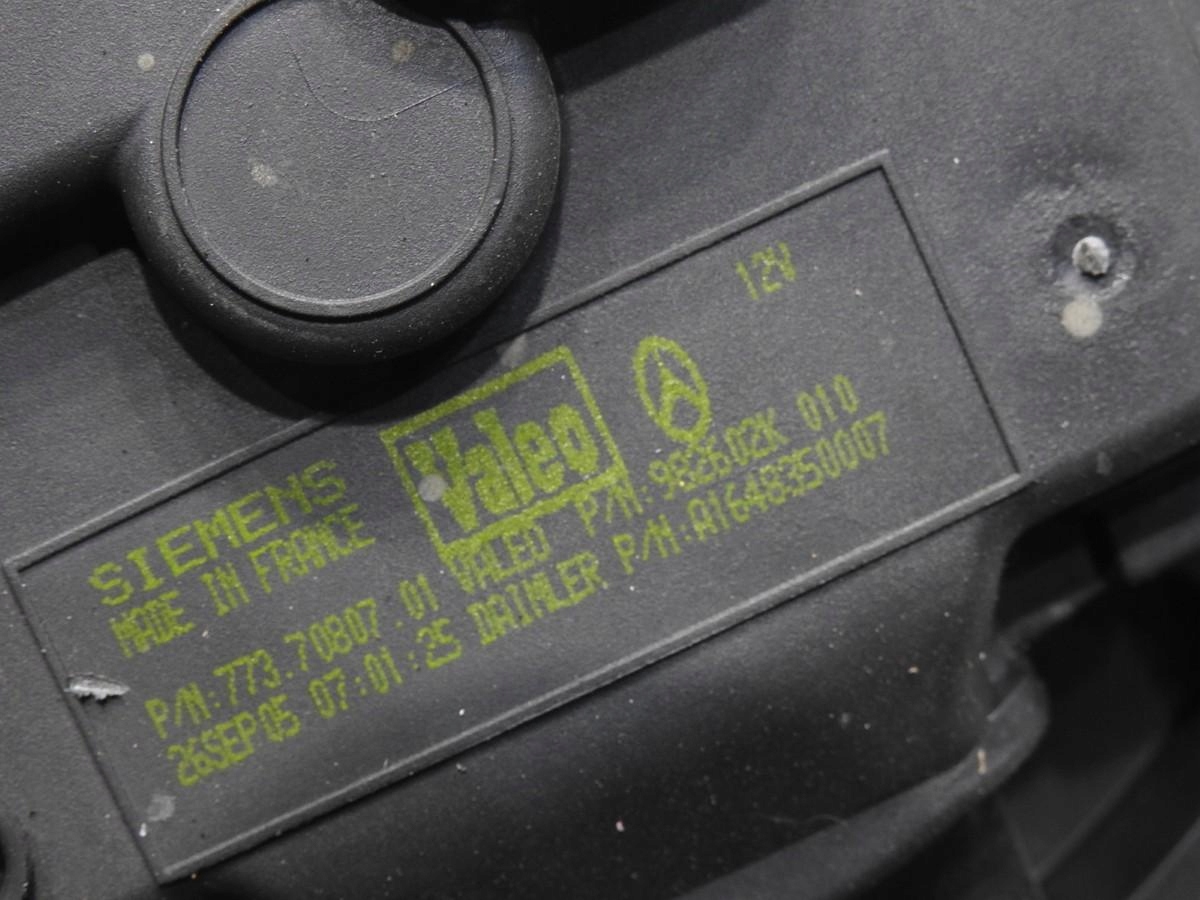 12V
SIEMENS
Valeo
MADE IN FRANCE
P/N:773.70807.01 VALEO P/N:982602K 010
26SEP05 07:01:25 DAIMLER P/N:A1648350007